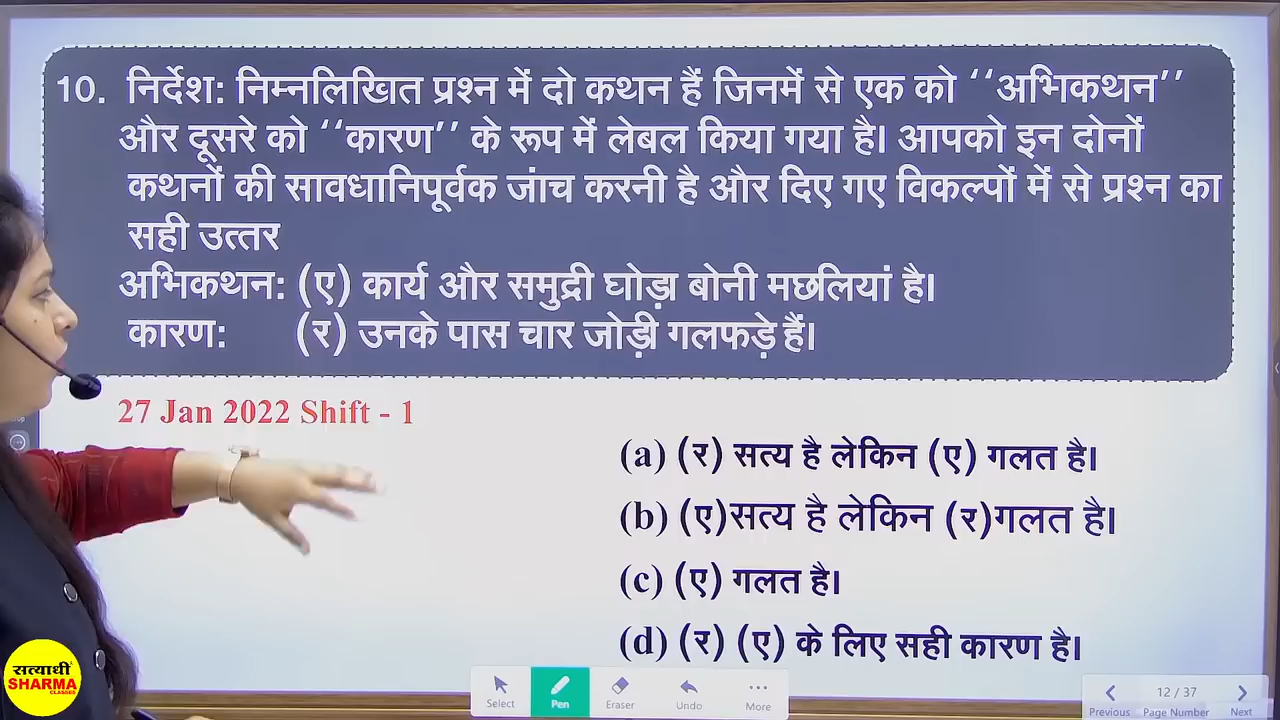 10. निर्देश: निम्नलिखित प्रश्न में दो कथन हैं जिनमें से एक को ‘‘अभिकथन’’
और दूसरे को ‘‘कारण’’ के रूप में लेबल किया गया है। आपको इन दोनों
कथनों की सावधानिपूर्वक जांच करनी है और दिए गए विकल्पों में से प्रश्न का
सही उत्तर
अभिकथन: (ए) कार्य और समुद्री घोड़ा बोनी मछलियां है।
कारण: (र) उनके पास चार जोड़ी गलफड़े हैं।
27 Jan 2022 Shift - 1
(a) (र) सत्य है लेकिन (ए) गलत है।
(b) (ए)सत्य है लेकिन (र)गलत है।
(c) (ए) गलत है।
(d) (र) (ए) के लिए सही कारण है।
सत्यार्थी
SHARMA
CLASSES
Select Pen Eraser Undo More
12 / 37
Previous Page Number Next